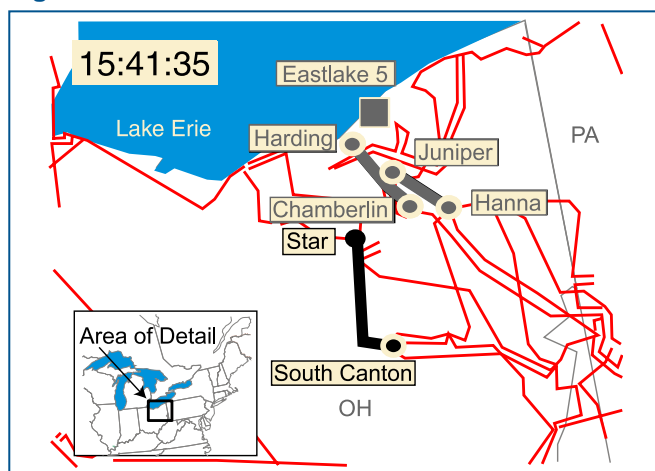 15:41:35
Eastlake 5
Lake Erie
Harding
PA
Juniper
Chamberlin
Hanna
Star
Area of Detail
South Canton
OH